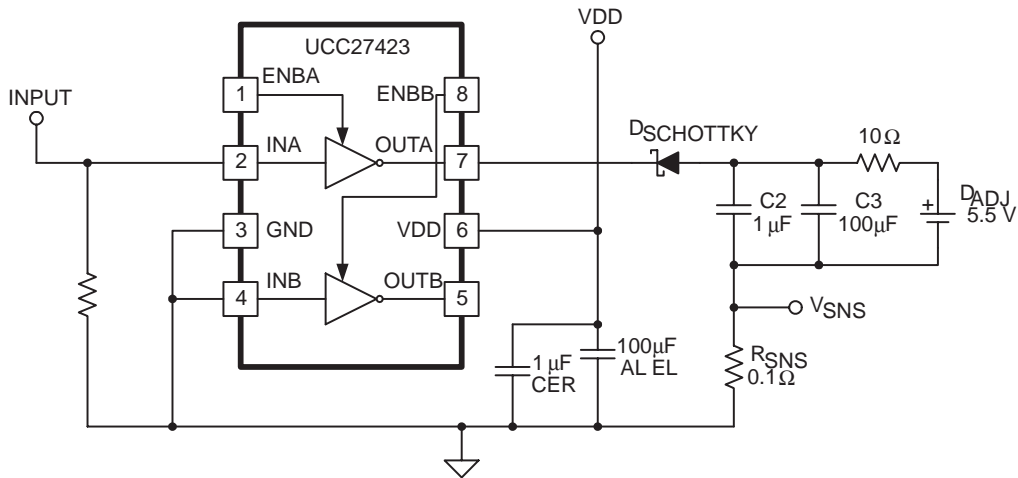 VDD
UCC27423
ENBA
ENBB
1
8
INPUT
DSCHOTTKY
10Ω
INA
OUTA
2
7
C2
1 μF
C3
100μF
+
DADJ
5.5 V
3
GND
VDD
6
INB
OUTB
4
5
VSNS
1 μF
CER
100μF
AL EL
RSNS
0.1Ω